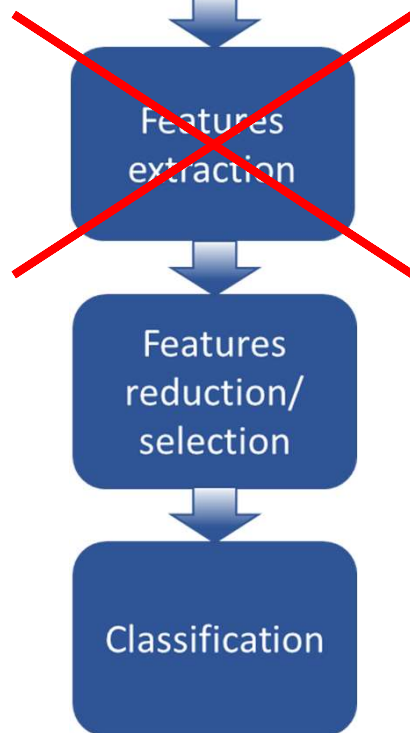 Features
extraction
Features
reduction/
selection
Classification